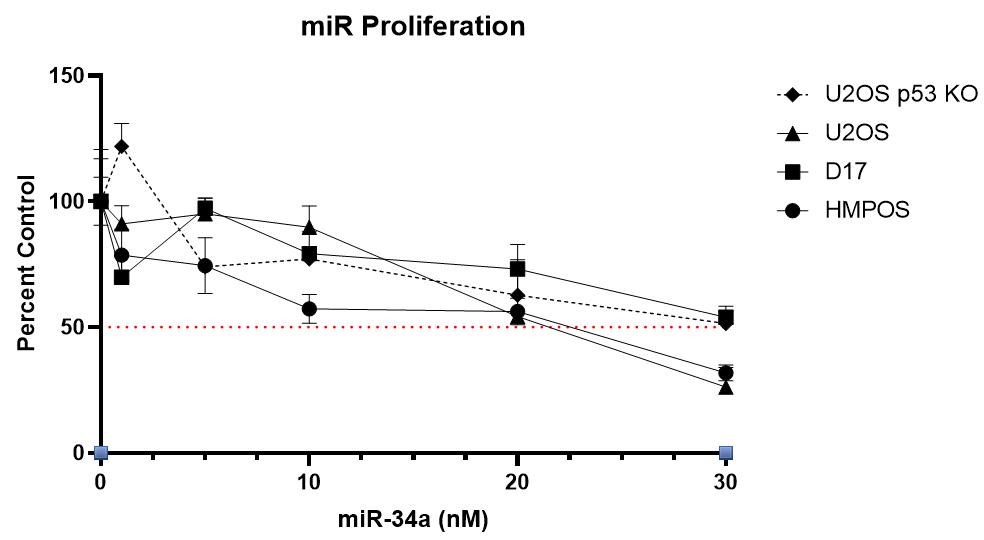 miR Proliferation
150
100
50
0
Percent Control
0 10 20 30
miR-34a (nM)
U2OS p53 KO
U2OS
D17
HMPOS